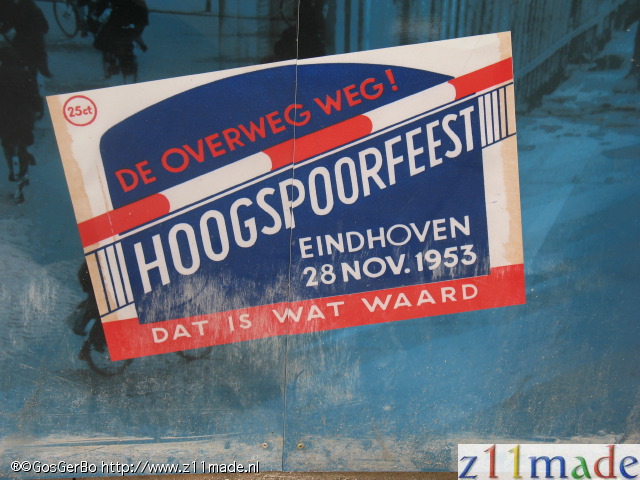 25ct
DE OVERWEG WEG!
HOOGSPOORFEEST
EINDHOVEN
28 NOV. 1953
DAT IS WAT WAARD
®©GosGerBo http://www.z11made.nl
z11made